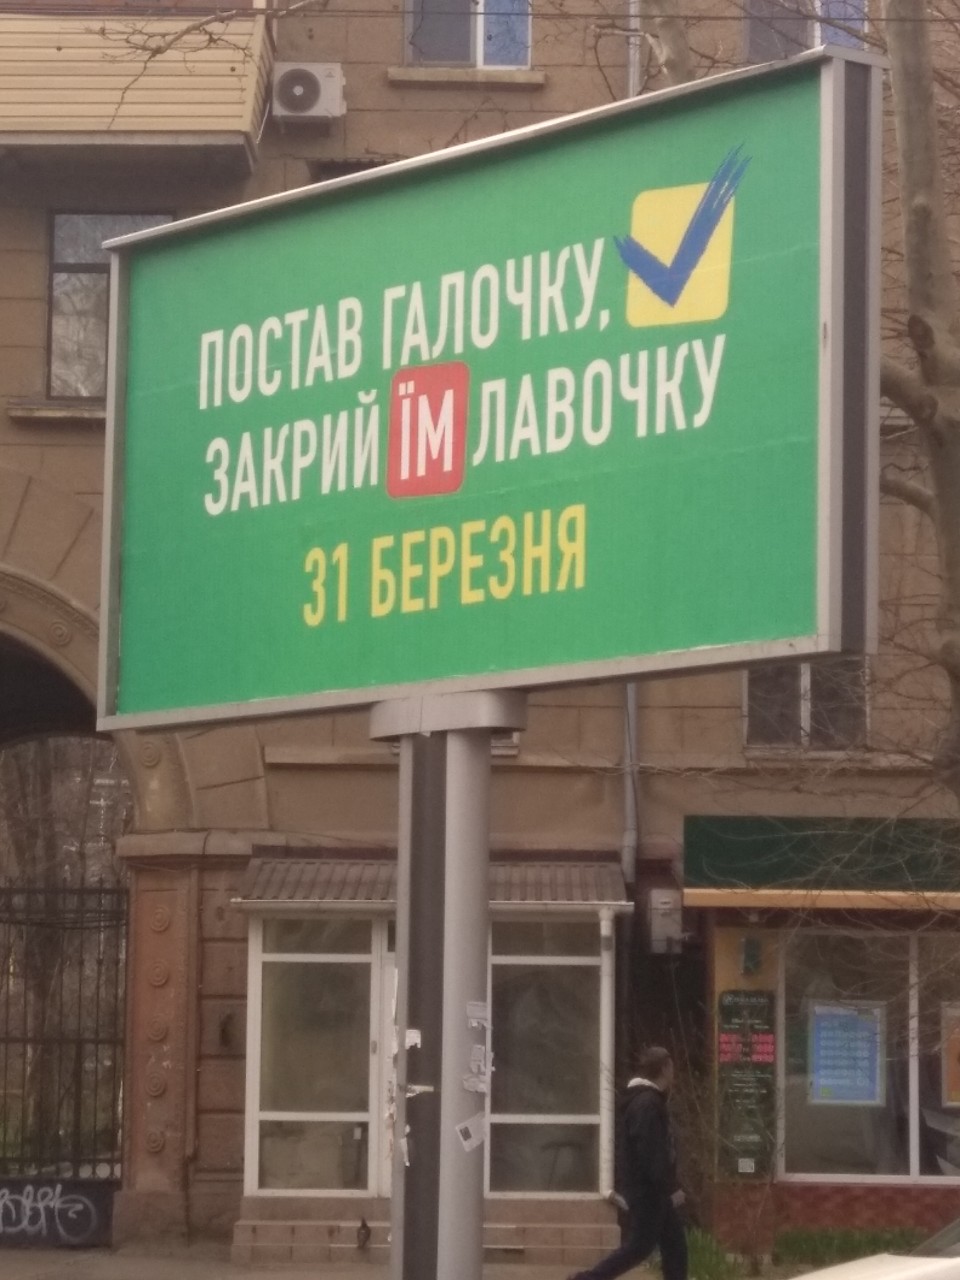 ПОСТАВ ГАЛОЧКУ,
ЗАКРИЙ ЇМ ЛАВОЧКУ
31 БЕРЕЗНЯ